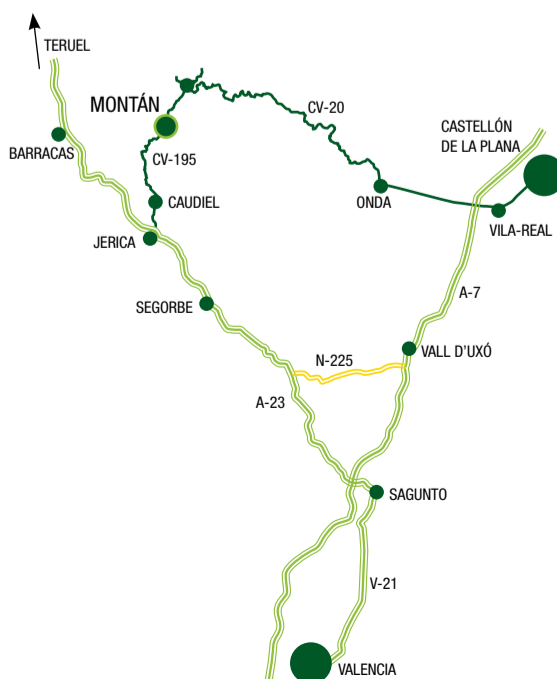 TERUEL
MONTÁN
CV-20
CASTELLÓN
DE LA PLANA
BARRACAS
CV-195
CAUDIEL
ONDA
VILA-REAL
JERICA
A-7
SEGORBE
N-225
VALL D'UXÓ
A-23
SAGUNTO
V-21
VALENCIA